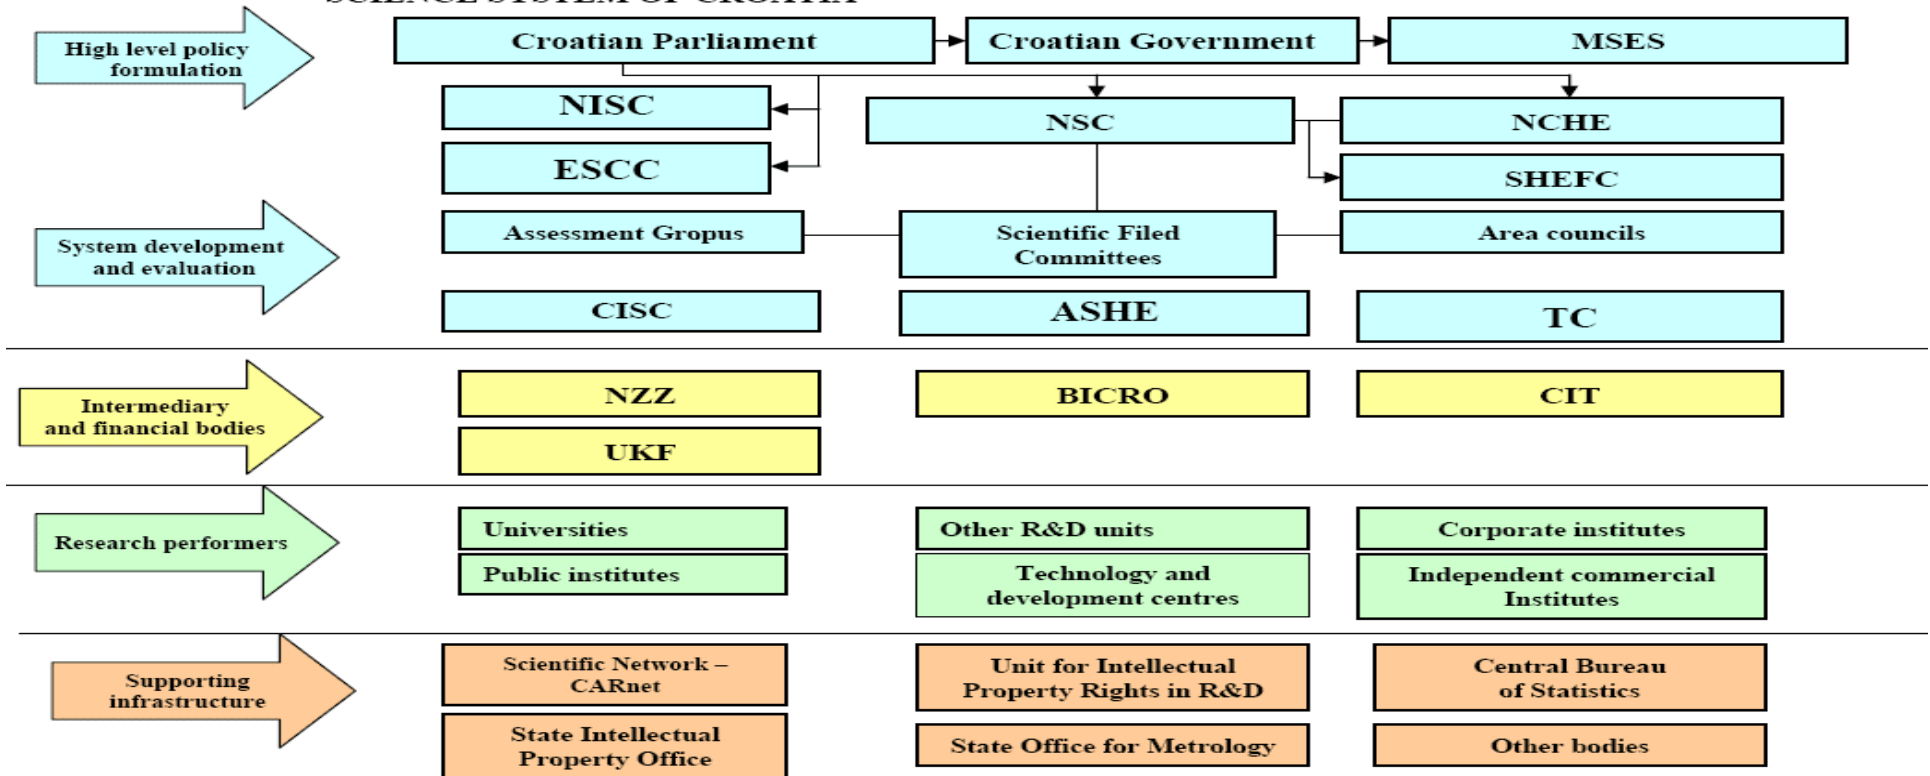 SCIENCE SYSTEM OF CROATIA
High level policy
formulation
Croatian Parliament
Croatian Government
MSES
NISC
NSC
NCHE
ESCC
SHEFC
System development
and evaluation
Assessment Gropus
Scientific Filed
Committees
Area councils
CISC
ASHE
TC
Intermediary
and financial bodies
NZZ
BICRO
CIT
UKF
Research performers
Universities
Other R&D units
Corporate institutes
Public institutes
Technology and
development centres
Independent commercial
Institutes
Supporting
infrastructure
Scientific Network –
CARnet
Unit for Intellectual
Property Rights in R&D
Central Bureau
of Statistics
State Intellectual
Property Office
State Office for Metrology
Other bodies